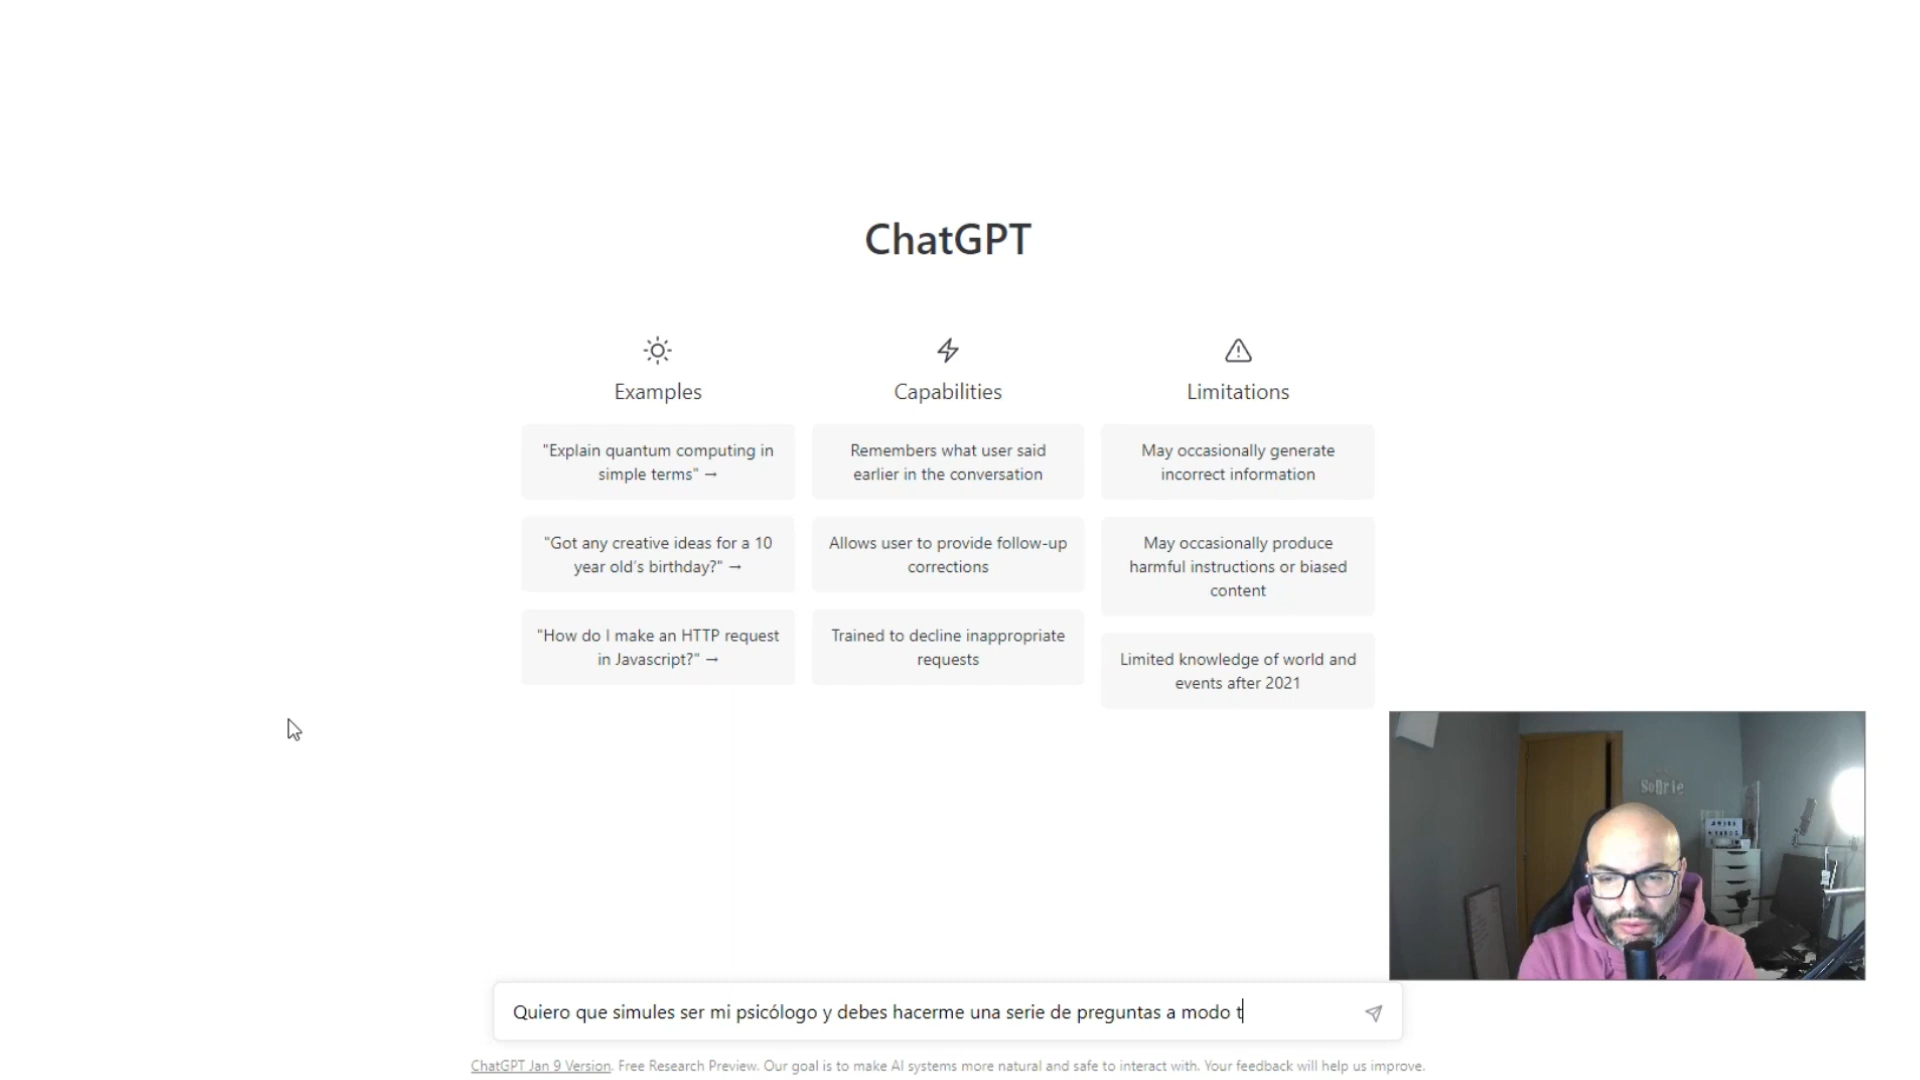 ChatGPT
Examples
"Explain quantum computing in
simple terms" →
"Got any creative ideas for a 10
year old's birthday?" →
"How do I make an HTTP request
in Javascript?" →
Capabilities
Remembers what user said
earlier in the conversation
Allows user to provide follow-up
corrections
Trained to decline inappropriate
requests
Limitations
May occasionally generate
incorrect information
May occasionally produce
harmful instructions or biased
content
Limited knowledge of world and
events after 2021
Quiero que simules ser mi psicólogo y debes hacerme una serie de preguntas a modo t
ChatGPT Jan 9 Version. Free Research Preview. Our goal is to make AI systems more natural and safe to interact with. Your feedback will help us improve.